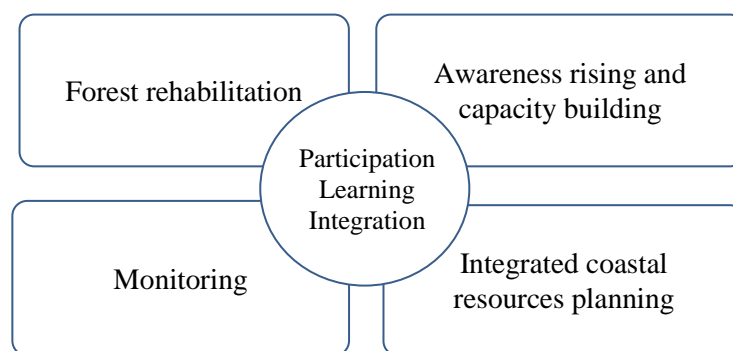 Forest rehabilitation
Awareness rising and
capacity building
Participation
Learning
Integration
Monitoring
Integrated coastal
resources planning